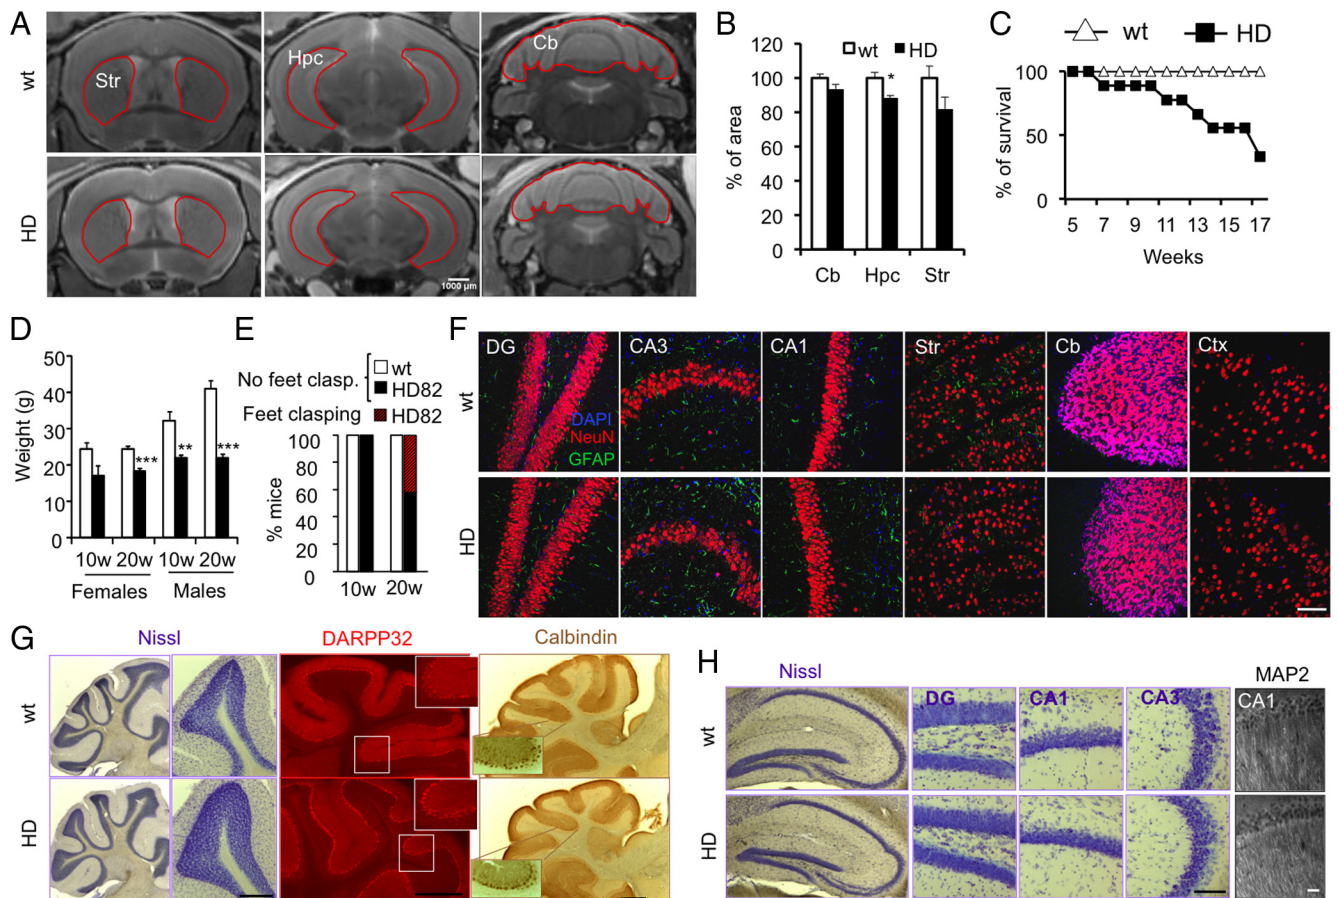 A
wt
HD
Str
Hpc
Cb
1000 µm
B
wt HD
% of area
120
100
80
60
40
20
0
*
Cb Hpc Str
C
wt HD
% of survival
100
50
0
5 7 9 11 13 15 17
Weeks
D
Weight (g)
50
40
30
20
10
0
*** ** ***
10w 20w 10w 20w
Females Males
E
No feet clasp. wt
HD82
Feet clasping HD82
% mice
100
80
60
40
20
0
10w 20w
F
wt
HD
DG CA3 CA1 Str Cb Ctx
DAPI
NeuN
GFAP
G
Nissl DARPP32 Calbindin
wt
HD
H
Nissl MAP2
DG CA1 CA3 CA1
wt
HD